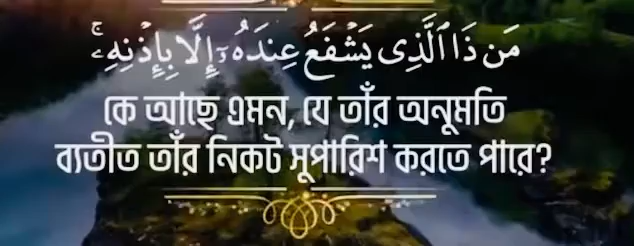 مَن ذَا ٱلَّذِى يَشْفَعُ عِندَهُۥٓ إِلَّا بِإِذْنِهِۦ ۚ
কে আছে এমন, যে তাঁর অনুমতি
ব্যতীত তাঁর নিকট সুপারিশ করতে পারে?